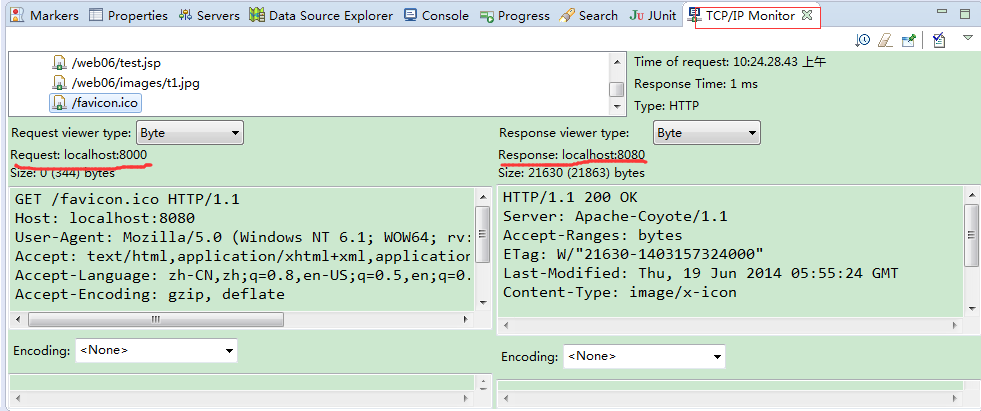 Markers Properties Servers Data Source Explorer Console Progress Search JUnit TCP/IP Monitor
/web06/test.jsp
/web06/images/t1.jpg
/favicon.ico
Time of request: 10:24.28.43 上午
Response Time: 1 ms
Type: HTTP
Request viewer type: Byte
Request: localhost:8000
Size: 0 (344) bytes
GET /favicon.ico HTTP/1.1
Host: localhost:8080
User-Agent: Mozilla/5.0 (Windows NT 6.1; WOW64; rv:
Accept: text/html,application/xhtml+xml,application
Accept-Language: zh-CN,zh;q=0.8,en-US;q=0.5,en;q=0.
Accept-Encoding: gzip, deflate
Encoding: <None>
Response viewer type: Byte
Response: localhost:8080
Size: 21630 (21863) bytes
HTTP/1.1 200 OK
Server: Apache-Coyote/1.1
Accept-Ranges: bytes
ETag: W/"21630-1403157324000"
Last-Modified: Thu, 19 Jun 2014 05:55:24 GMT
Content-Type: image/x-icon
Encoding: <None>